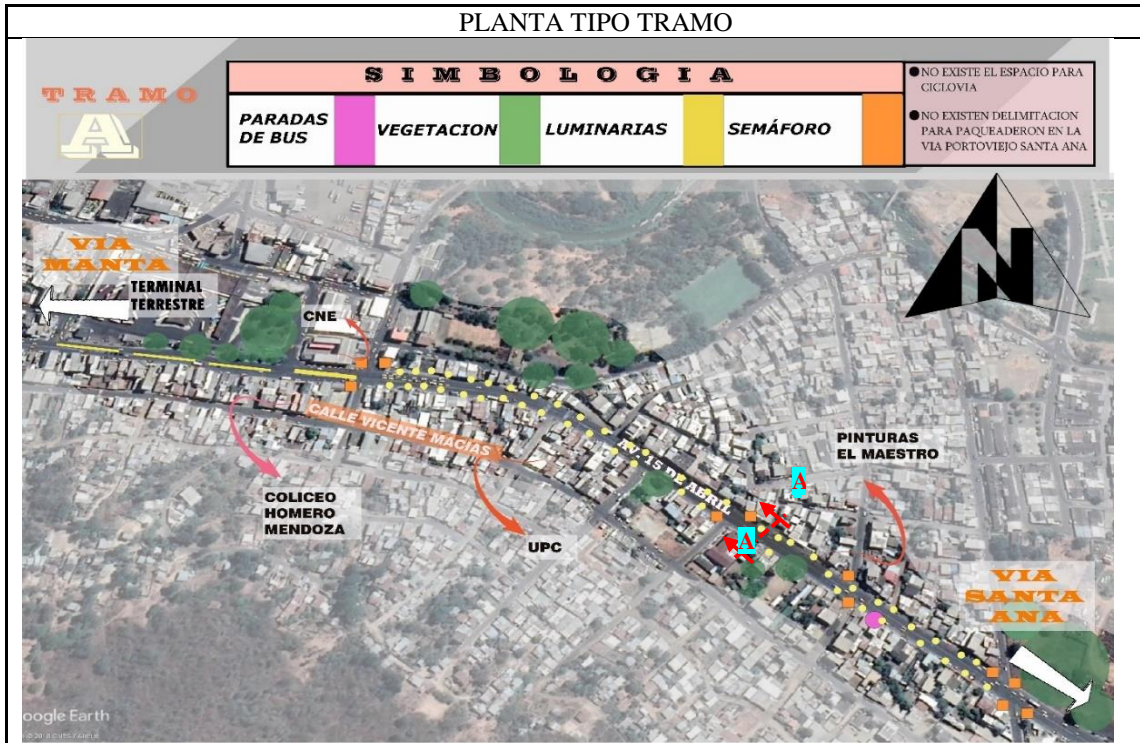 PLANTA TIPO TRAMO
TRAMO
A
SIMBOLOGIA
PARADAS
DE BUS
VEGETACION
LUMINARIAS
SEMÁFORO
●NO EXISTE EL ESPACIO PARA
CICLOVIA
●NO EXISTEN DELIMITACION
PARA PAQUEADERON EN LA
VIA PORTOVIEJO SANTA ANA
N
VIA
MANTA
TERMINAL
TERRESTRE
CNE
CALLE VICENTE MACIAS
AV. 15 DE ABRIL
COLICEO
HOMERO
MENDOZA
UPC
A
A
PINTURAS
EL MAESTRO
VIA
SANTA
ANA
oogle Earth